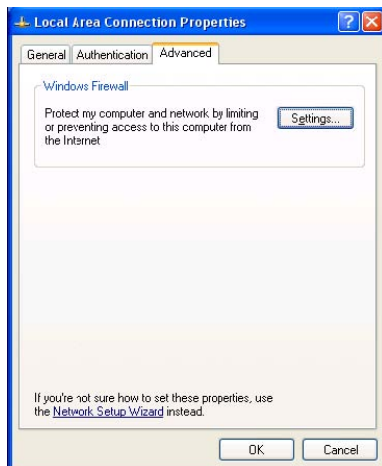 Local Area Connection Properties
General Authentication Advanced
Windows Firewall
Protect my computer and network by limiting
or preventing access to this computer from
the Internet
Settings...
If you're not sure how to set these properties, use
the Network Setup Wizard instead.
OK Cancel